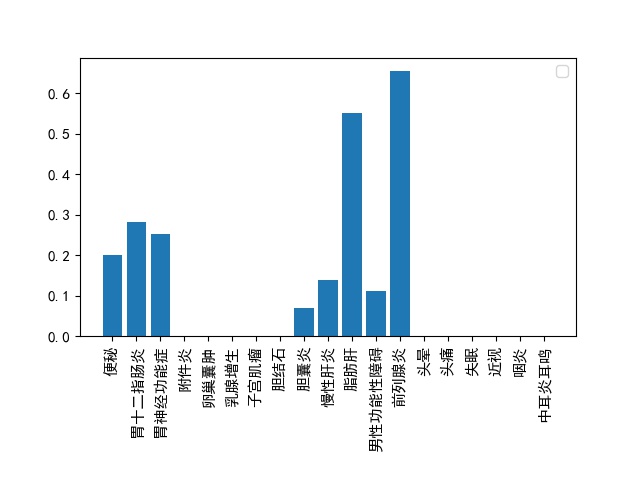 0.6
0.5
0.4
0.3
0.2
0.1
0.0
便秘
胃十二指肠炎
胃神经功能症
附件炎
卵巢囊肿
乳腺增生
子宫肌瘤
胆结石
胆囊炎
慢性肝炎
脂肪肝
男性功能性障碍
前列腺炎
头晕
头痛
失眠
近视
咽炎
中耳炎耳鸣